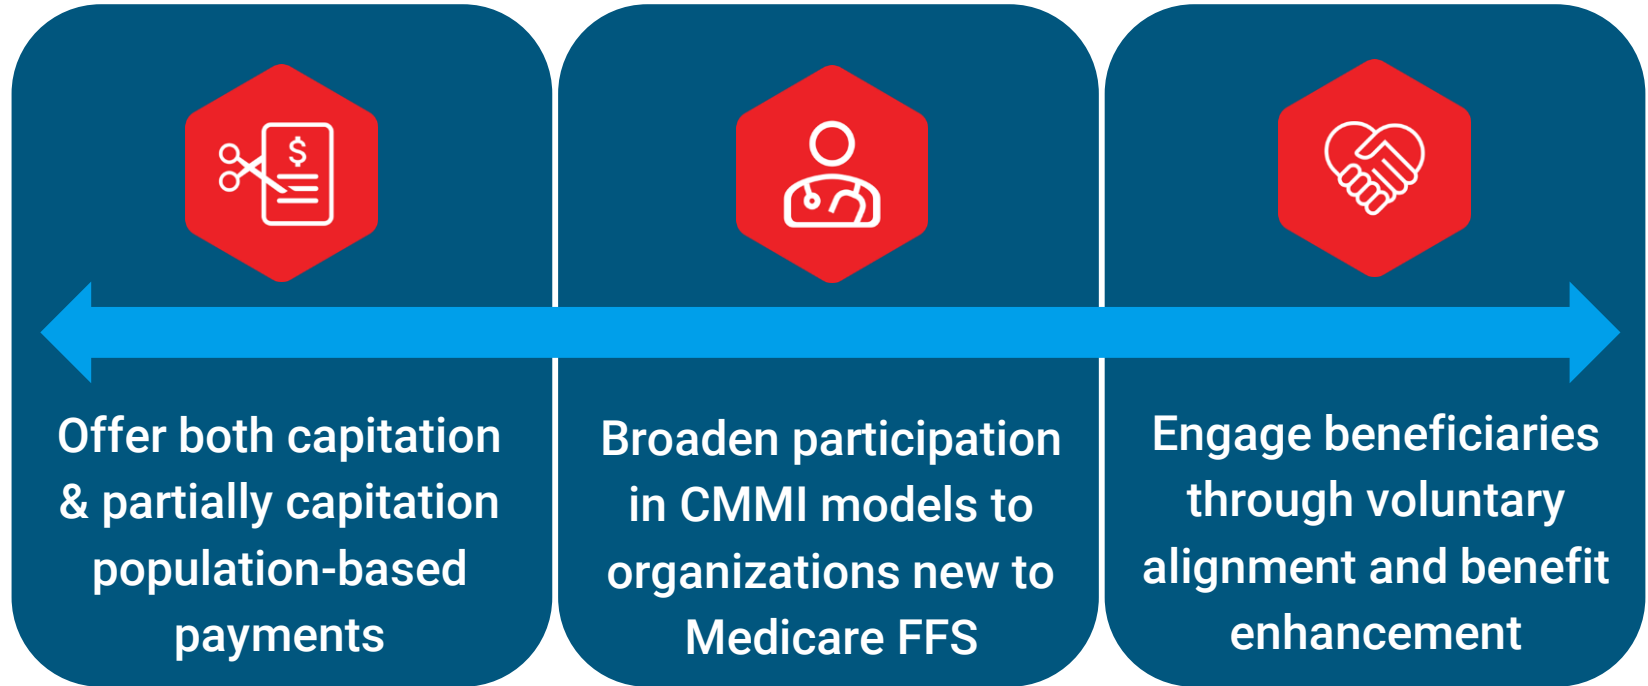 $
Offer both capitation
& partially capitation
population-based
payments
Broaden participation
in CMMI models to
organizations new to
Medicare FFS
Engage beneficiaries
through voluntary
alignment and benefit
enhancement